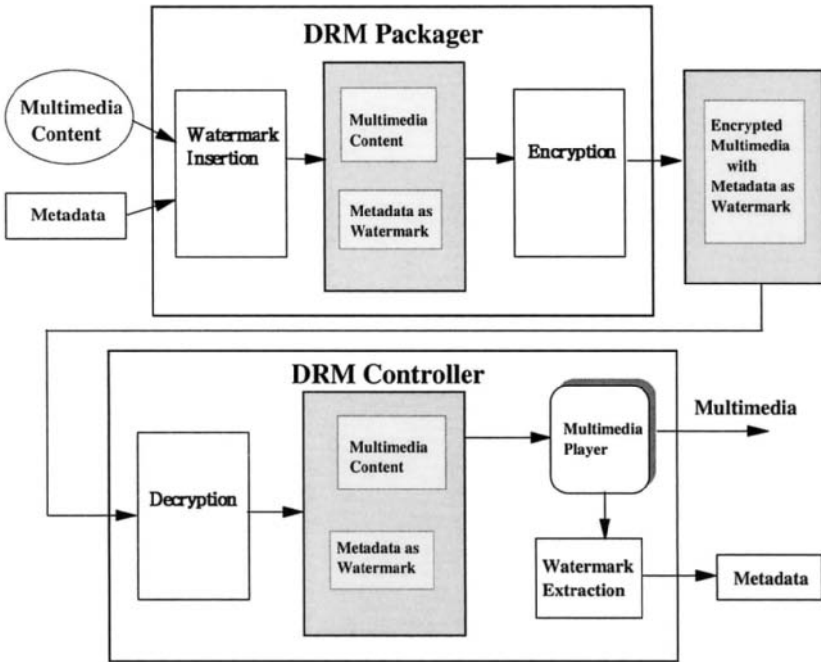 DRM Packager
Multimedia
Content
Metadata
Watermark
Insertion
Multimedia
Content
Metadata as
Watermark
Encryption
Encrypted
Multimedia
with
Metadata as
Watermark
DRM Controller
Decryption
Multimedia
Content
Metadata as
Watermark
Multimedia
Player
Multimedia
Watermark
Extraction
Metadata